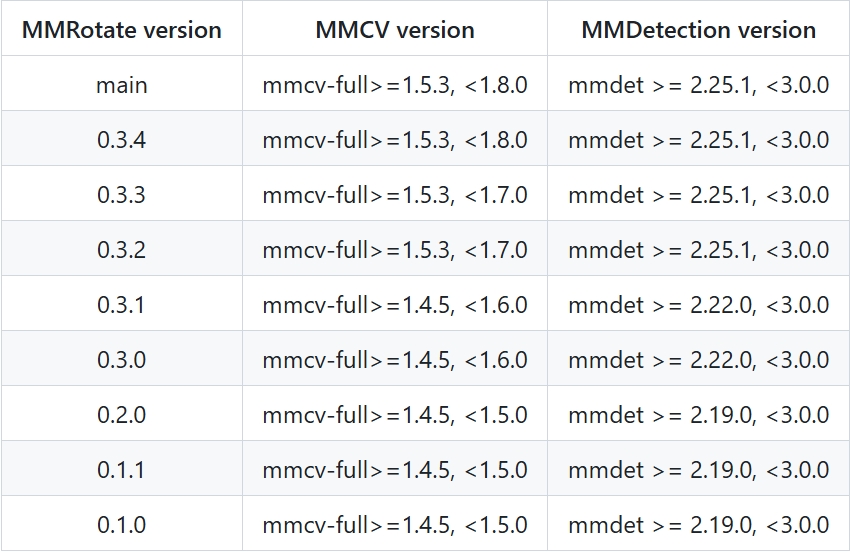 MMRotate version MMCV version MMDetection version
main mmcv-full>=1.5.3, <1.8.0 mmdet >= 2.25.1, <3.0.0
0.3.4 mmcv-full>=1.5.3, <1.8.0 mmdet >= 2.25.1, <3.0.0
0.3.3 mmcv-full>=1.5.3, <1.7.0 mmdet >= 2.25.1, <3.0.0
0.3.2 mmcv-full>=1.5.3, <1.7.0 mmdet >= 2.25.1, <3.0.0
0.3.1 mmcv-full>=1.4.5, <1.6.0 mmdet >= 2.22.0, <3.0.0
0.3.0 mmcv-full>=1.4.5, <1.6.0 mmdet >= 2.22.0, <3.0.0
0.2.0 mmcv-full>=1.4.5, <1.5.0 mmdet >= 2.19.0, <3.0.0
0.1.1 mmcv-full>=1.4.5, <1.5.0 mmdet >= 2.19.0, <3.0.0
0.1.0 mmcv-full>=1.4.5, <1.5.0 mmdet >= 2.19.0, <3.0.0